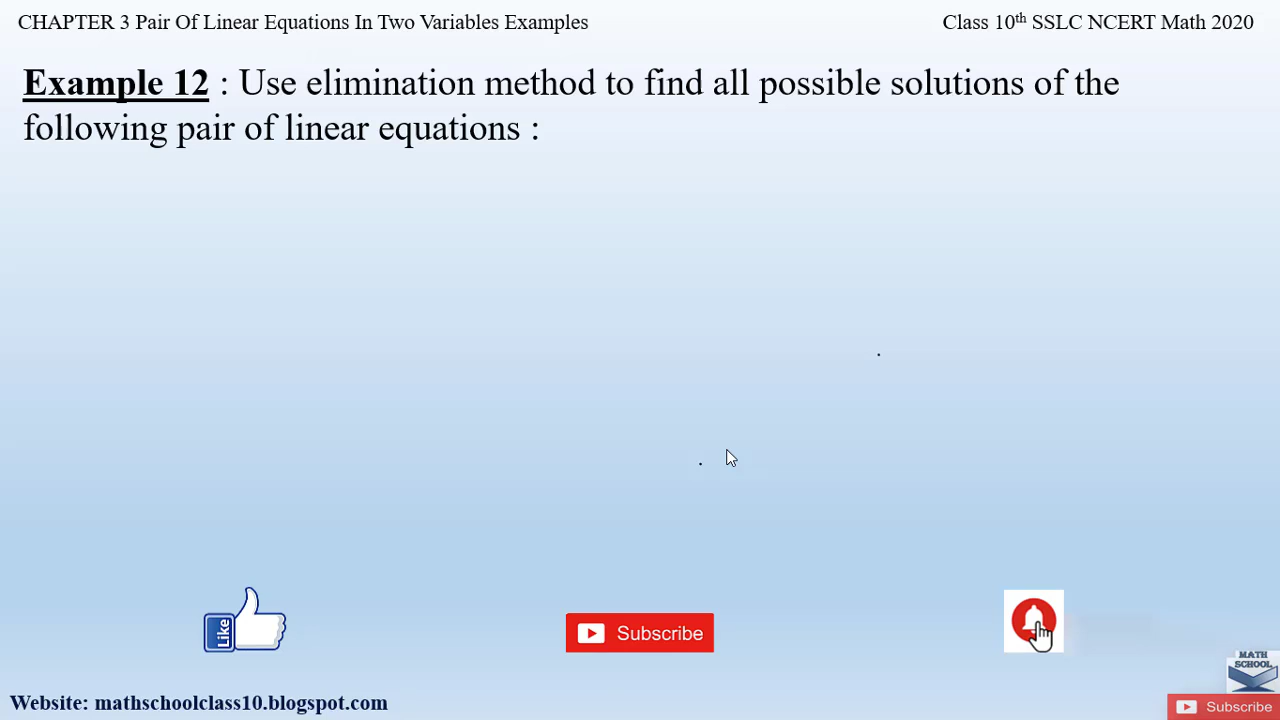 CHAPTER 3 Pair Of Linear Equations In Two Variables Examples
Class 10th SSLC NCERT Math 2020
Example 12 : Use elimination method to find all possible solutions of the
following pair of linear equations :
Like
Subscribe
MATH
SCHOOL
Website: mathschoolclass10.blogspot.com
Subscribe